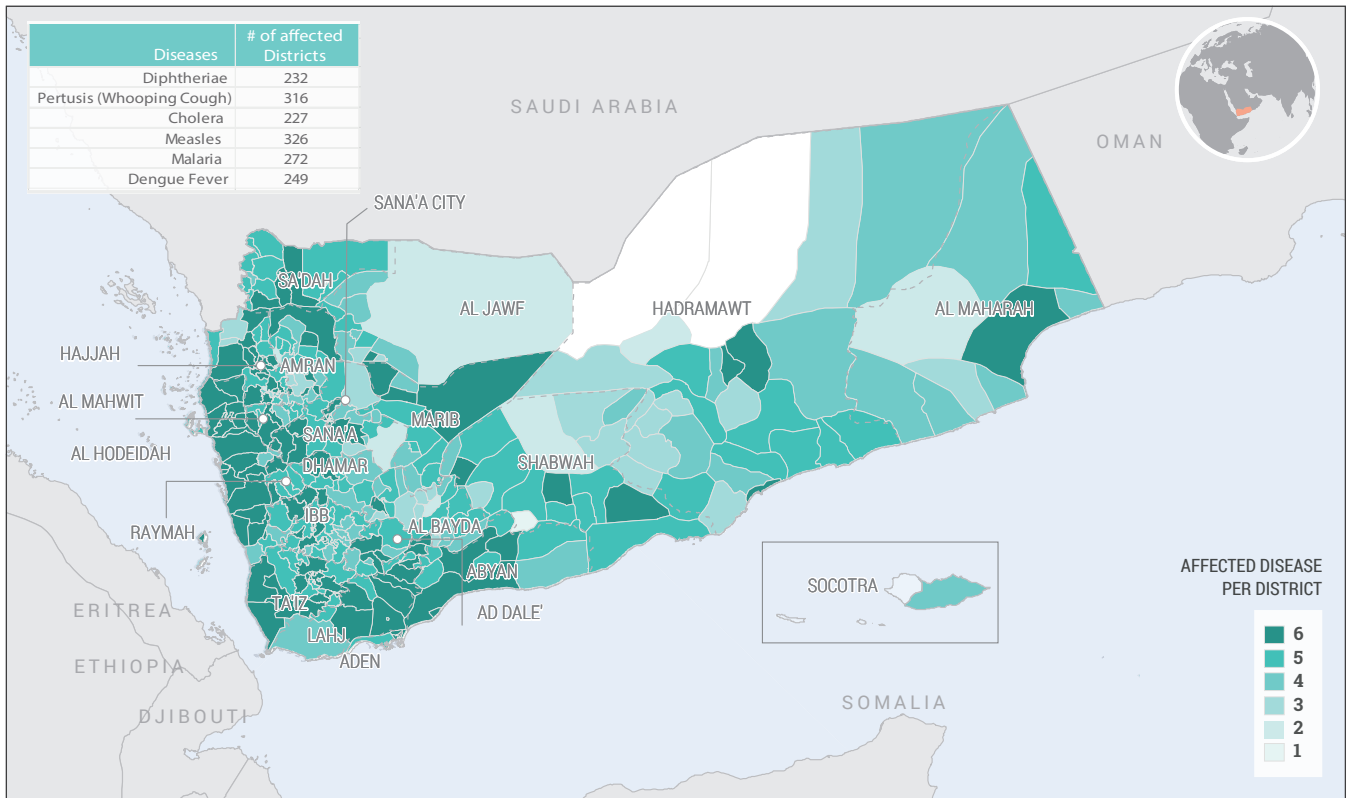 Diseases
# of affected
Districts
Diphtheriae 232
Pertusis (Whooping Cough) 316
Cholera 227
Measles 326
Malaria 272
Dengue Fever 249
SAUDI ARABIA
OMAN
SANA'A CITY
SA'DAH
AL JAWF
HADRAMAWT
AL MAHARAH
HAJJAH
AMRAN
AL MAHWIT
MARIB
SANA'A
AL HODEIDAH
DHAMAR
SHABWAH
IBB
AL BAYDA
RAYMAH
ABYAN
TA'IZ
AD DALE'
LAHJ
ADEN
SOCOTRA
ERITREA
ETHIOPIA
DJIBOUTI
SOMALIA
AFFECTED DISEASE
PER DISTRICT
6
5
4
3
2
1